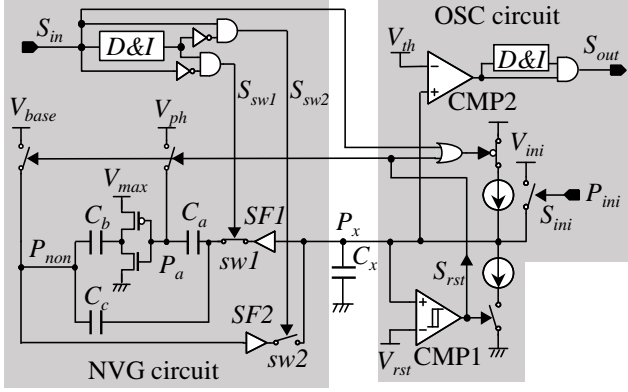 OSC circuit
S_in
D&I
V_th
D&I
S_out
CMP2
S_sw1
S_sw2
V_base
V_ph
V_ini
V_max
P_ini
S_ini
C_b
C_a
SF1
P_x
P_non
P_a
sw1
C_x
S_rst
C_c
SF2
sw2
V_rst
CMP1
NVG circuit